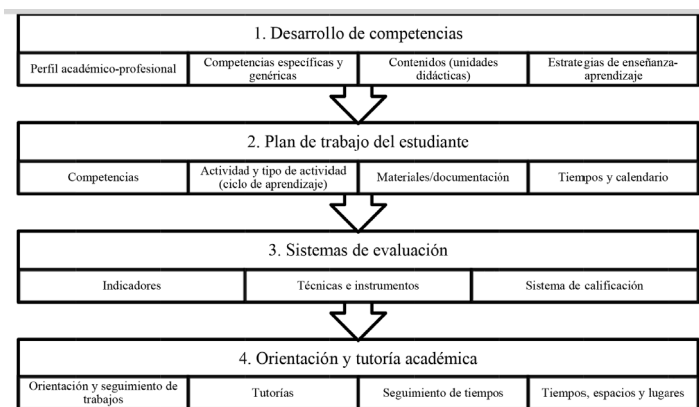 1. Desarrollo de competencias
Perfil académico-profesional
Competencias específicas y
genéricas
Contenidos (unidades
didácticas)
Estrategias de enseñanza-
aprendizaje
2. Plan de trabajo del estudiante
Competencias
Actividad y tipo de actividad
(ciclo de aprendizaje)
Materiales/documentación
Tiempos y calendario
3. Sistemas de evaluación
Indicadores
Técnicas e instrumentos
Sistema de calificación
4. Orientación y tutoría académica
Orientación y seguimiento de
trabajos
Tutorías
Seguimiento de tiempos
Tiempos, espacios y lugares